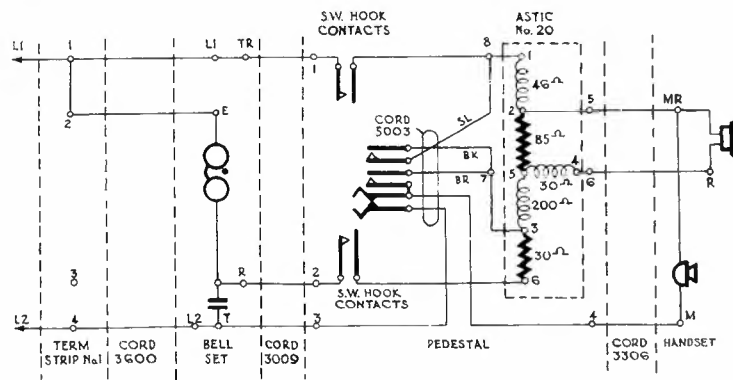 S.W. HOOK
CONTACTS
ASTIC
No. 20
L1
1
L1
TR
1
8
1
46Ω
2
E
2
5
MR
CORD
5003
SL
85Ω
BK
BR
7
5
4
6
R
30Ω
200Ω
3
30Ω
3
R
2
6
S.W. HOOK
CONTACTS
L2
4
L2
T
3
4
M
TERM
STRIP No1
CORD
3600
BELL
SET
CORD
3009
PEDESTAL
CORD
3306
HANDSET